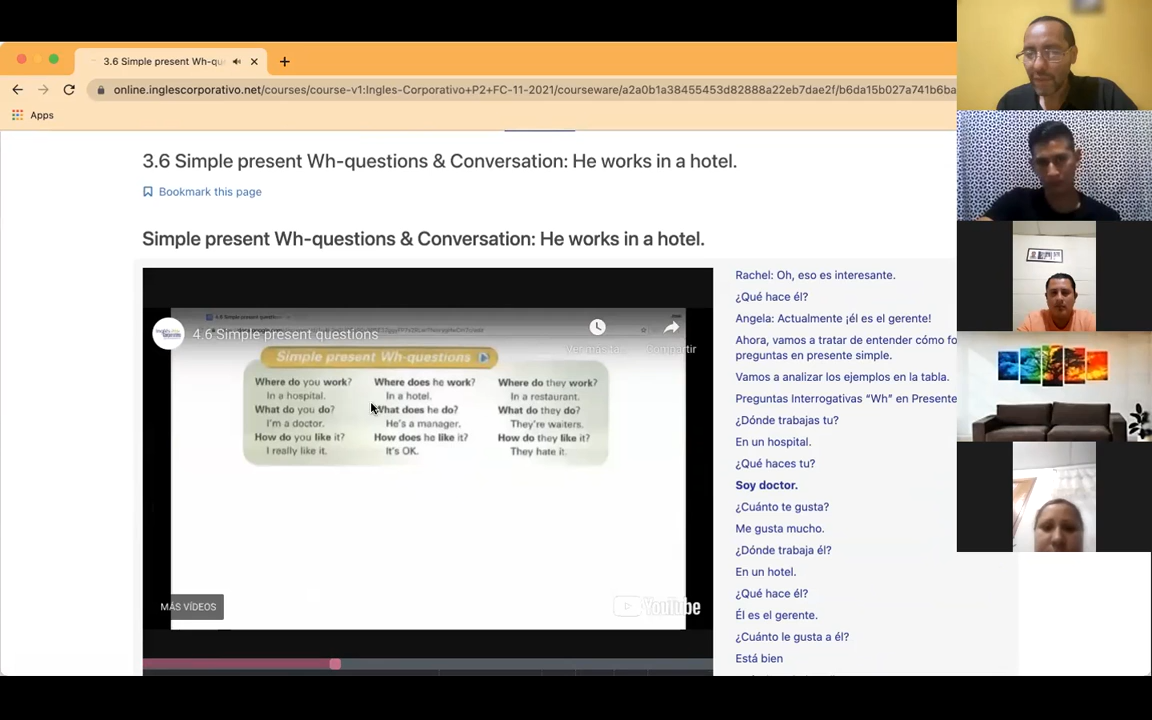 3.6 Simple present Wh-qu
online.inglescorporativo.net/courses/course-v1:Ingles-Corporativo+P2+FC-11-2021/courseware/a2a0b1a38455453d82888a22eb7dae2f/b6da15b027a741b6ba
Apps
3.6 Simple present Wh-questions & Conversation: He works in a hotel.
Bookmark this page
Simple present Wh-questions & Conversation: He works in a hotel.
4.6 Simple present questions
Compartir
Simple present Wh-questions
Where do you work? Where does he work? Where do they work?
In a hospital. In a hotel. In a restaurant.
What do you do? What does he do? What do they do?
I'm a doctor. He's a manager. They're waiters.
How do you like it? How does he like it? How do they like it?
I really like it. It's OK. They hate it.
MÁS VÍDEOS
YouTube
Rachel: Oh, eso es interesante.
¿Qué hace él?
Angela: Actualmente ¡él es el gerente!
Ahora, vamos a tratar de entender cómo fo
preguntas en presente simple.
Vamos a analizar los ejemplos en la tabla.
Preguntas Interrogativas “Wh” en Presente
¿Dónde trabajas tu?
En un hospital.
¿Qué haces tu?
Soy doctor.
¿Cuánto te gusta?
Me gusta mucho.
¿Dónde trabaja él?
En un hotel.
¿Qué hace él?
Él es el gerente.
¿Cuánto le gusta a él?
Está bien